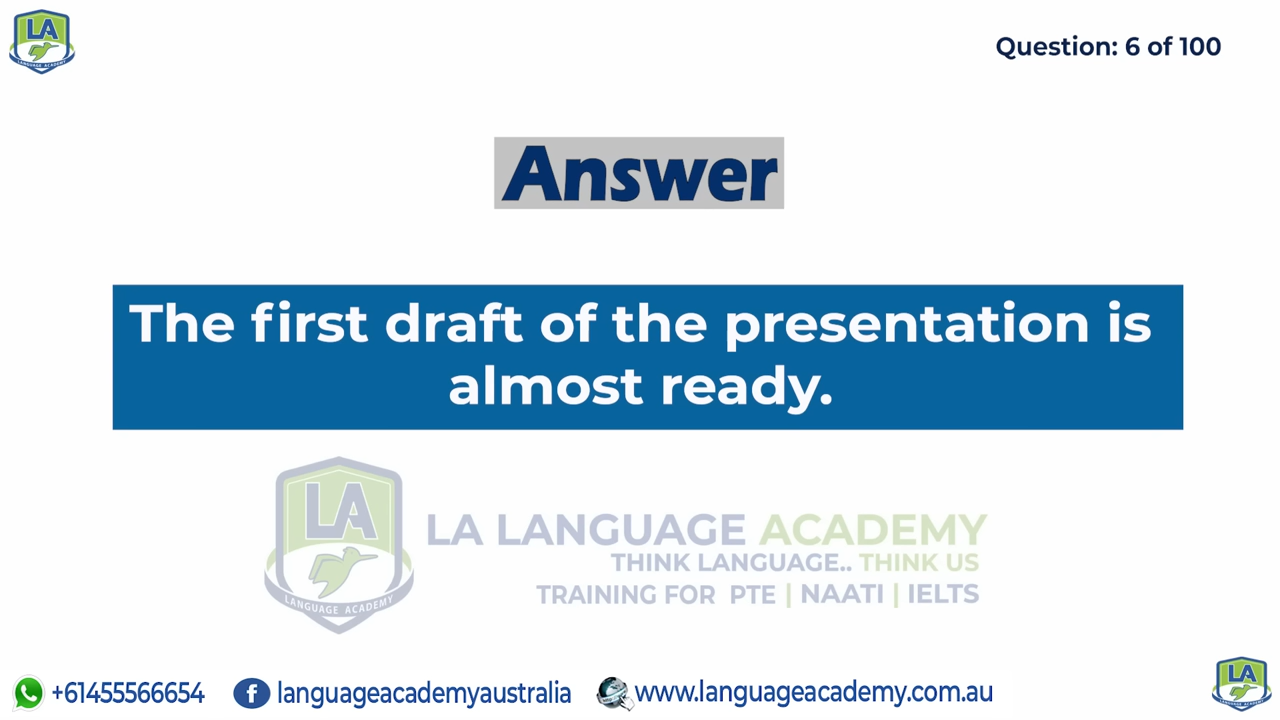 LA
LANGUAGE ACADEMY
Question: 6 of 100
Answer
The first draft of the presentation is
almost ready.
LA
LANGUAGE ACADEMY
LA LANGUAGE ACADEMY
THINK LANGUAGE.. THINK US
TRAINING FOR PTE | NAATI | IELTS
+61455566654
languageacademyaustralia
www.languageacademy.com.au
LA
LANGUAGE ACADEMY